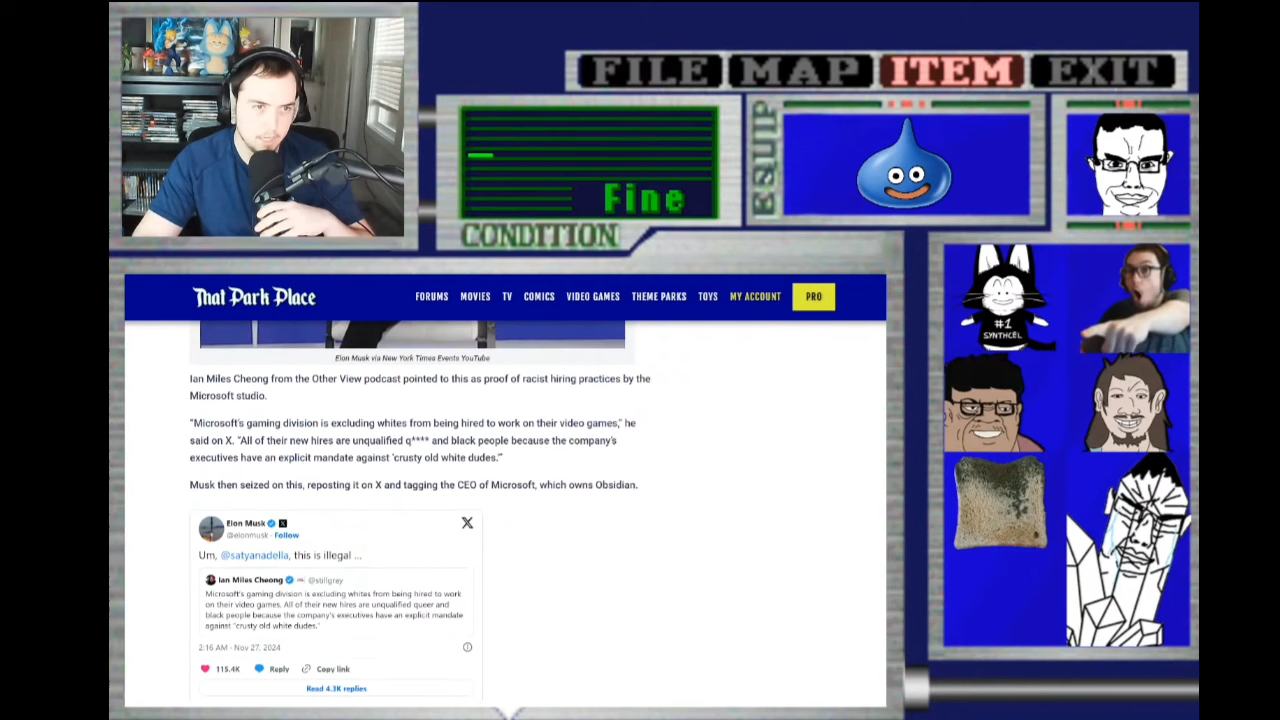 FILE MAP ITEM EXIT
EQUIP
Fine
CONDITION
#1
SYNTHCEL
That Park Place
FORUMS MOVIES TV COMICS VIDEO GAMES THEME PARKS TOYS MY ACCOUNT PRO
Elon Musk via New York Times Events YouTube
Ian Miles Cheong from the Other View podcast pointed to this as proof of racist hiring practices by the
Microsoft studio.
"Microsoft's gaming division is excluding whites from being hired to work on their video games," he
said on X. "All of their new hires are unqualified q**** and black people because the company's
executives have an explicit mandate against 'crusty old white dudes.'"
Musk then seized on this, reposting it on X and tagging the CEO of Microsoft, which owns Obsidian.
Elon Musk
@elonmusk · Follow
Um, @satyanadella, this is illegal ...
Ian Miles Cheong @stillgray
Microsoft's gaming division is excluding whites from being hired to work
on their video games. All of their new hires are unqualified queer and
black people because the company's executives have an explicit mandate
against "crusty old white dudes."
2:16 AM · Nov 27, 2024
115.4K Reply Copy link
Read 4.3K replies